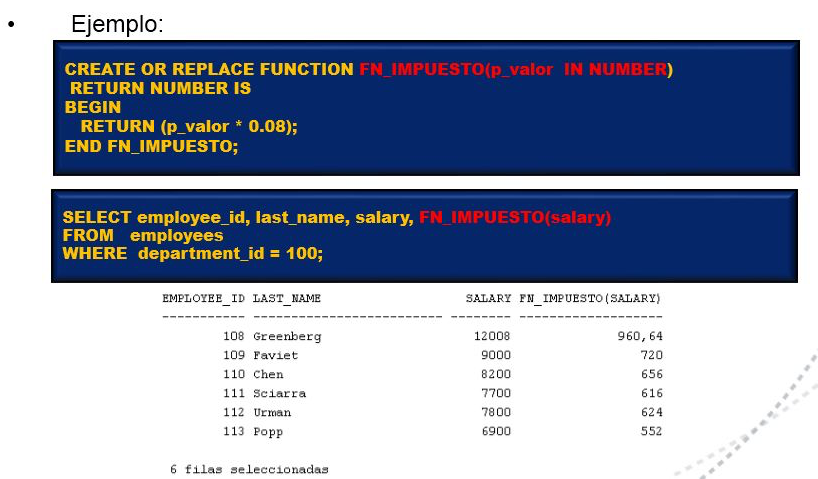 • Ejemplo:
CREATE OR REPLACE FUNCTION FN_IMPUESTO(p_valor IN NUMBER)
RETURN NUMBER IS
BEGIN
RETURN (p_valor * 0.08);
END FN_IMPUESTO;
SELECT employee_id, last_name, salary, FN_IMPUESTO(salary)
FROM employees
WHERE department_id = 100;
EMPLOYEE_ID LAST_NAME SALARY FN_IMPUESTO(SALARY)
----------- ------------------------- -------- -------------------
108 Greenberg 12008 960,64
109 Faviet 9000 720
110 Chen 8200 656
111 Sciarra 7700 616
112 Urman 7800 624
113 Popp 6900 552
6 filas seleccionadas